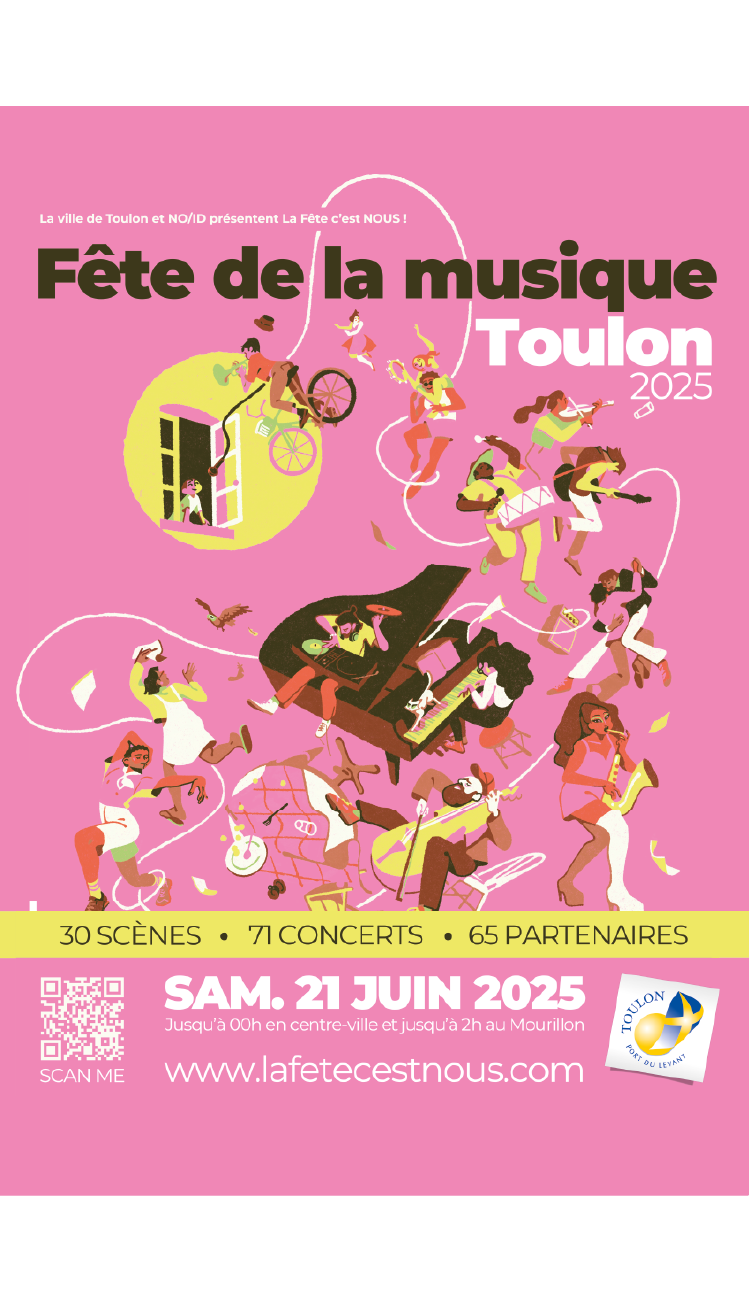 La ville de Toulon et NO/ID présentent La Fête c'est NOUS !
Fête de la musique
Toulon
2025
30 SCÈNES • 71 CONCERTS • 65 PARTENAIRES
SAM. 21 JUIN 2025
Jusqu'à 00h en centre-ville et jusqu'à 2h au Mourillon
SCAN ME
www.lafetecestnous.com
TOULON
PORT DU LEVANT